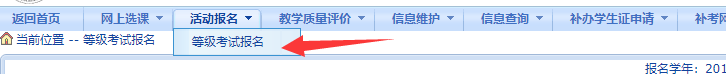 返回首页 网上选课 活动报名 教学质量评价 信息维护 信息查询 补办学生证申请 补考网
当前位置 -- 等级考试报名 等级考试报名
报名学年：201